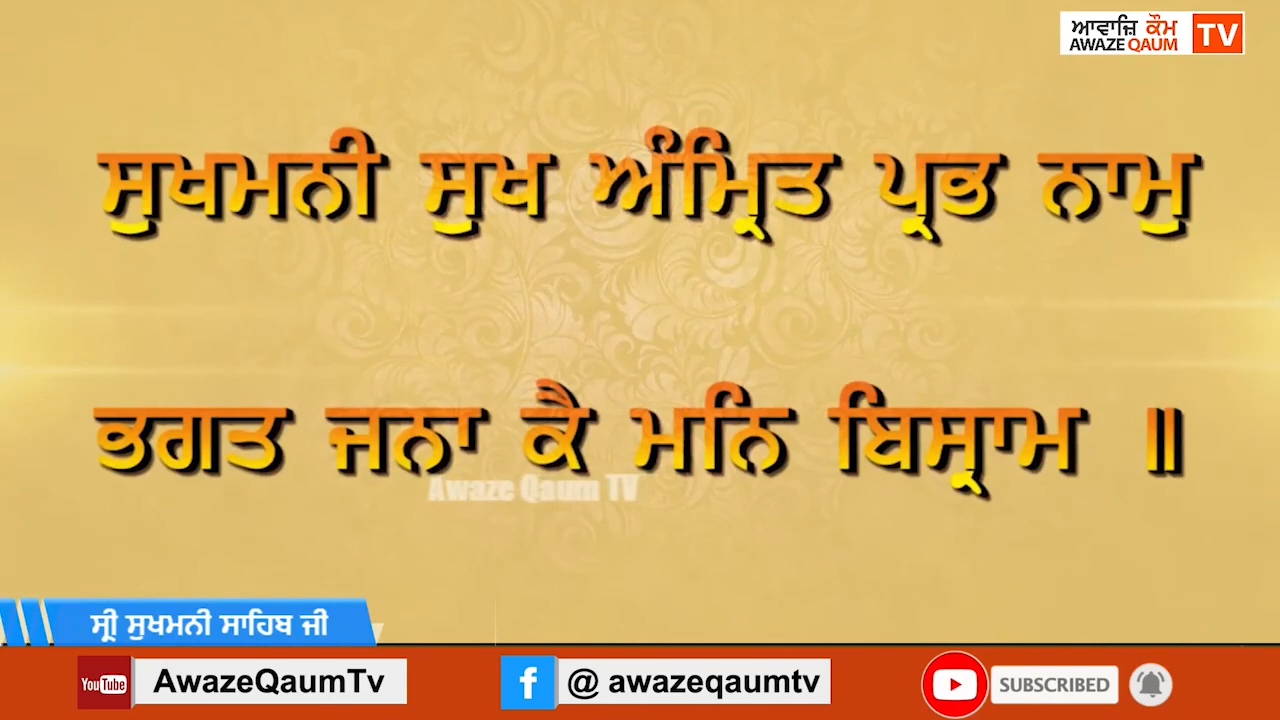 ਆਵਾਜ਼ਿ ਕੌਮ
AWAZE QAUM TV
ਸੁਖਮਨੀ ਸੁਖ ਅੰਮ੍ਰਿਤ ਪ੍ਰਭ ਨਾਮੁ
ਭਗਤ ਜਨਾ ਕੈ ਮਨਿ ਬਿਸ੍ਰਾਮ ॥
Awaze Qaum TV
ਸ੍ਰੀ ਸੁਖਮਨੀ ਸਾਹਿਬ ਜੀ
YouTube AwazeQaumTv f @ awazeqaumtv SUBSCRIBED